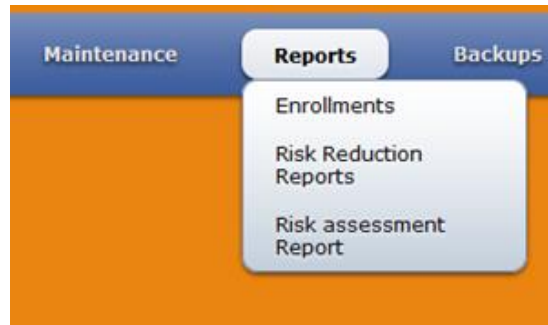 Maintenance Reports Backups
Enrollments
Risk Reduction
Reports
Risk assessment
Report